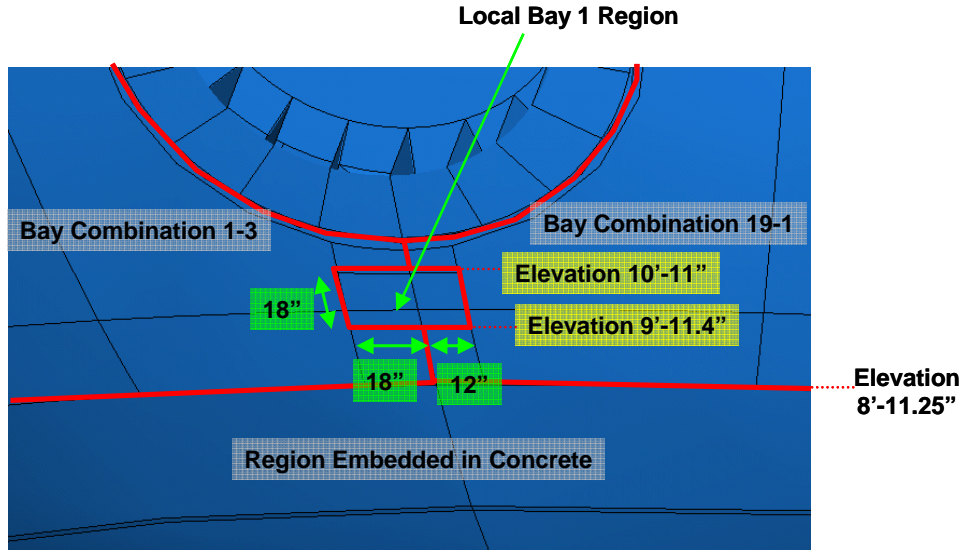 Local Bay 1 Region
Bay Combination 1-3
Bay Combination 19-1
Elevation 10’-11”
18”
Elevation 9’-11.4”
18”
12”
Elevation
8’-11.25”
Region Embedded in Concrete